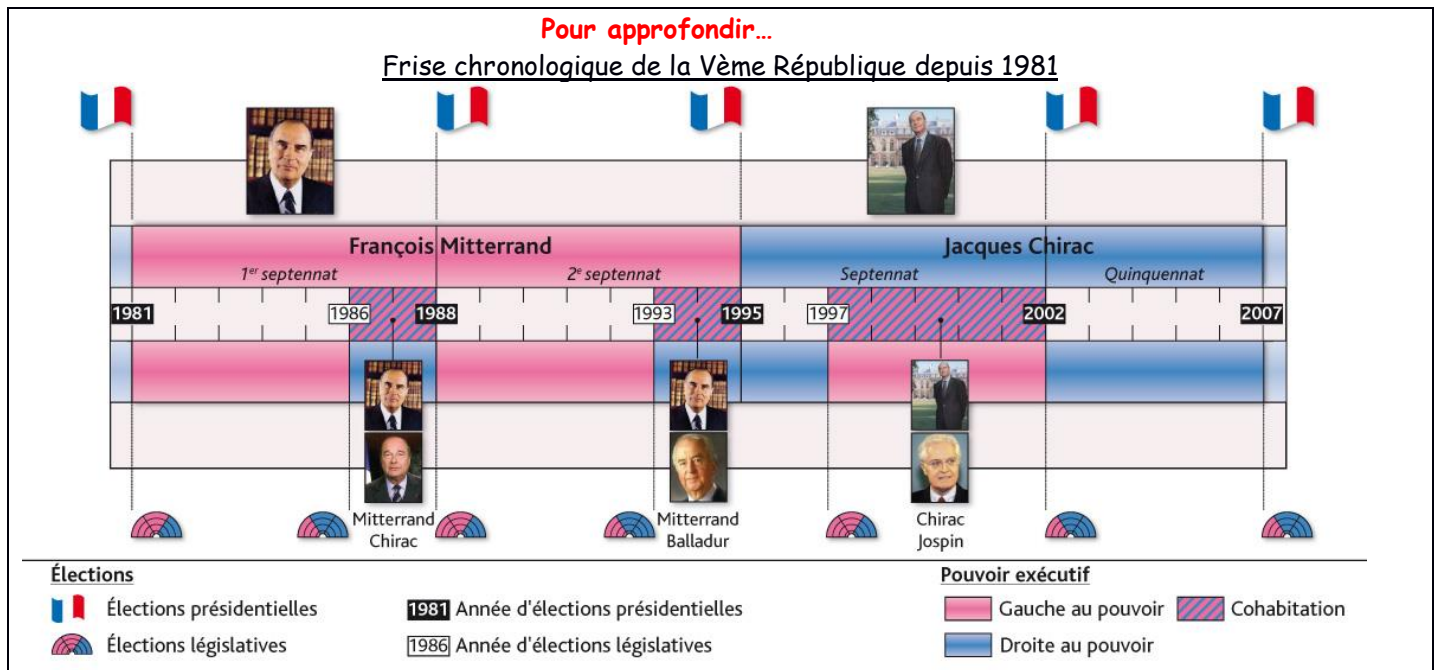 Pour approfondir…
Frise chronologique de la Vème République depuis 1981
François Mitterrand
Jacques Chirac
1er septennat
2e septennat
Septennat
Quinquennat
1981
1986
1988
1993
1995
1997
2002
2007
Mitterrand
Chirac
Mitterrand
Balladur
Chirac
Jospin
Élections
Élections présidentielles
Élections législatives
1981 Année d'élections présidentielles
1986 Année d'élections législatives
Pouvoir exécutif
Gauche au pouvoir
Cohabitation
Droite au pouvoir